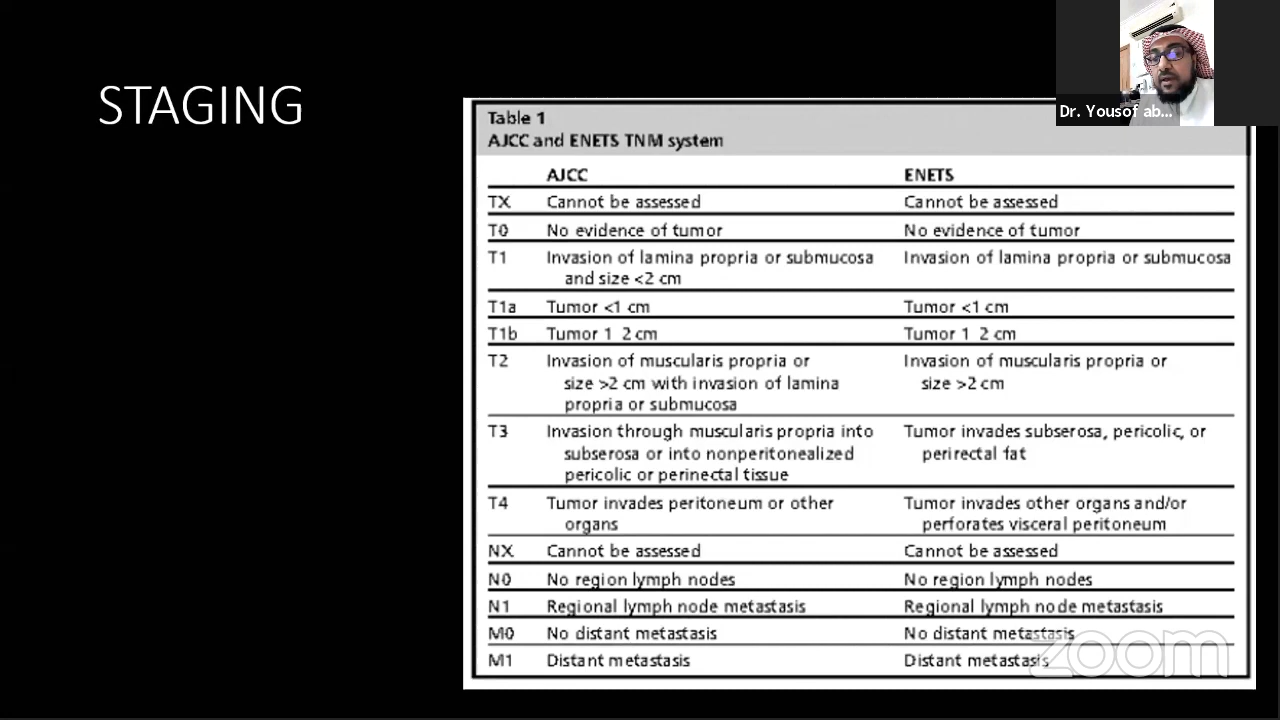 STAGING
Dr. Yousof ab...
Table 1
AJCC and ENETS TNM system
AJCC ENETS
TX Cannot be assessed Cannot be assessed
T0 No evidence of tumor No evidence of tumor
T1 Invasion of lamina propria or submucosa Invasion of lamina propria or submucosa
and size <2 cm
T1a Tumor <1 cm Tumor <1 cm
T1b Tumor 1 2 cm Tumor 1 2 cm
T2 Invasion of muscularis propria or Invasion of muscularis propria or
size >2 cm with invasion of lamina size >2 cm
propria or submucosa
T3 Invasion through muscularis propria into Tumor invades subserosa, pericolic, or
subserosa or into nonperitonealized perirectal fat
pericolic or perinectal tissue
T4 Tumor invades peritoneum or other Tumor invades other organs and/or
organs perforates visceral peritoneum
NX Cannot be assessed Cannot be assessed
N0 No region lymph nodes No region lymph nodes
N1 Regional lymph node metastasis Regional lymph node metastasis
M0 No distant metastasis No distant metastasis
M1 Distant metastasis Distant metastasis
zoom